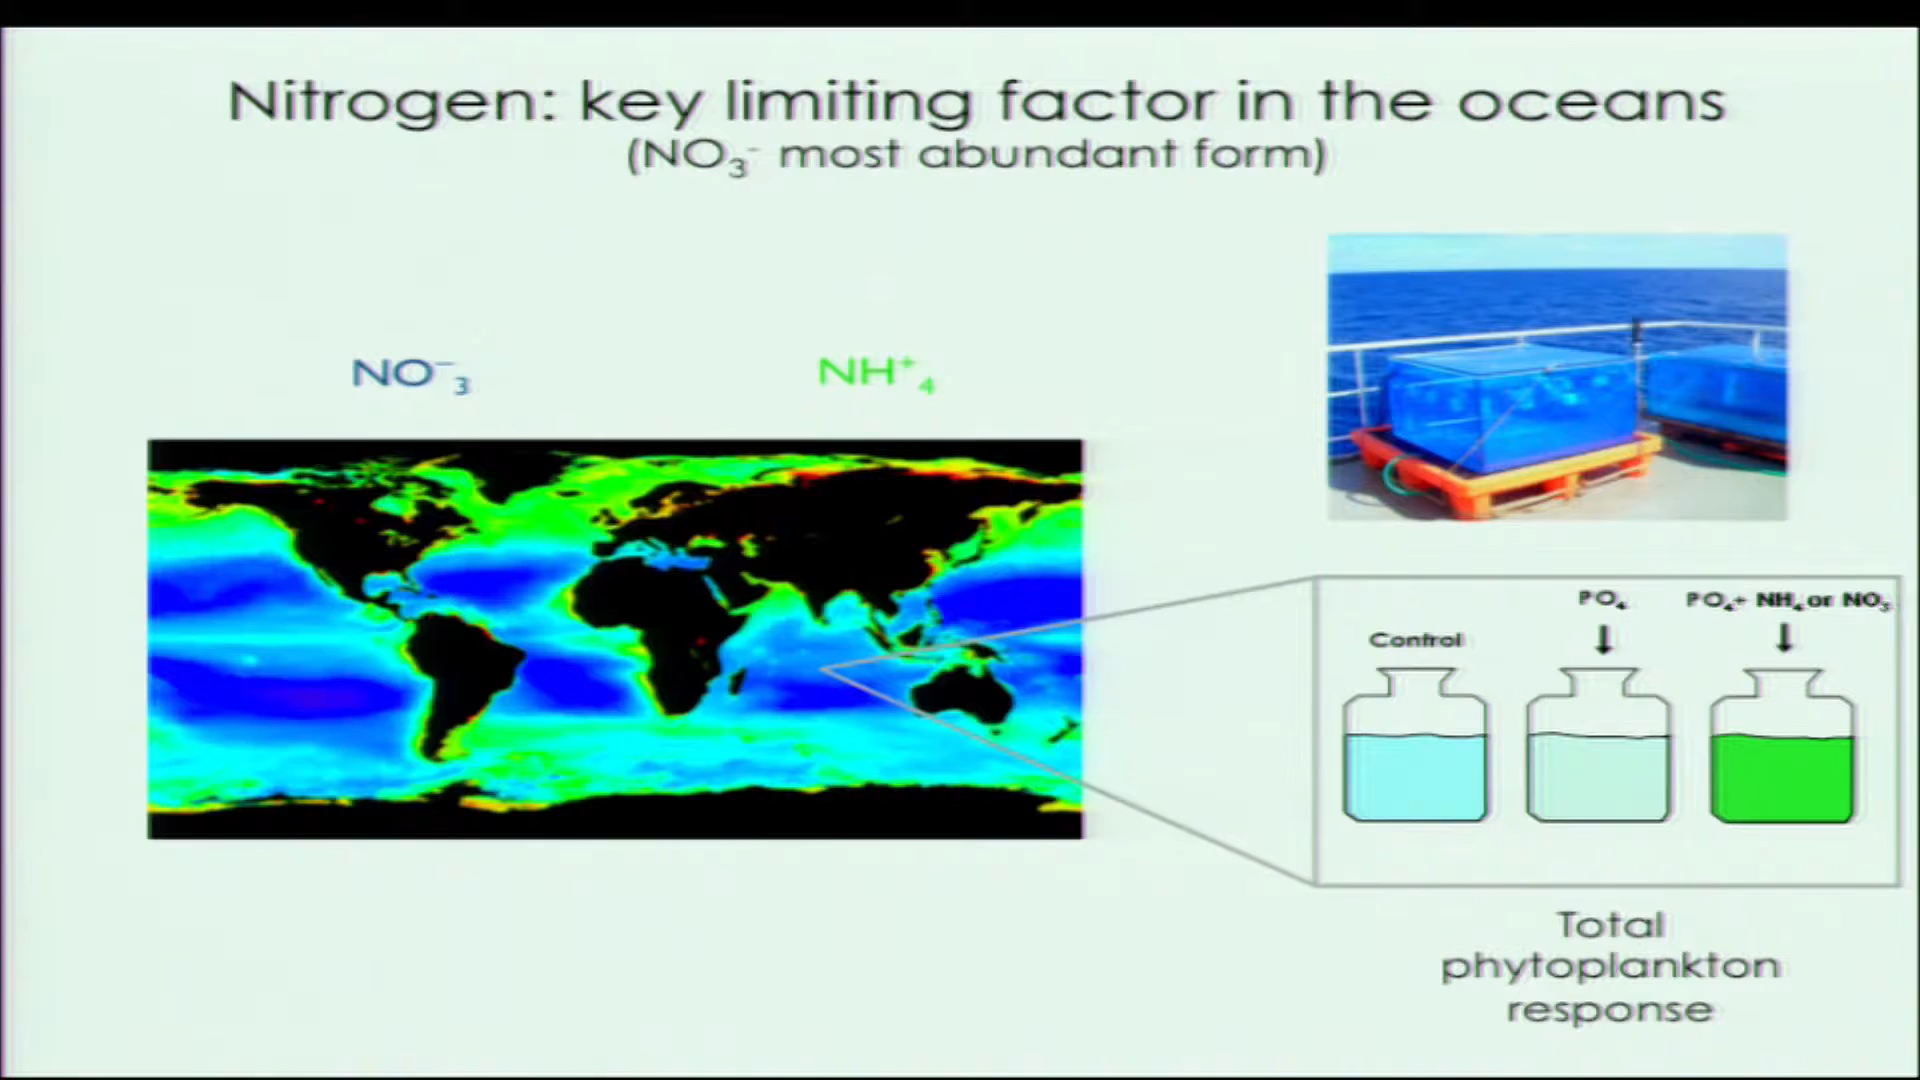 Nitrogen: key limiting factor in the oceans
(NO₃⁻ most abundant form)
NO⁻₃
NH⁺₄
Control
PO₄
PO₄+ NH₄ or NO₃
Total
phytoplankton
response